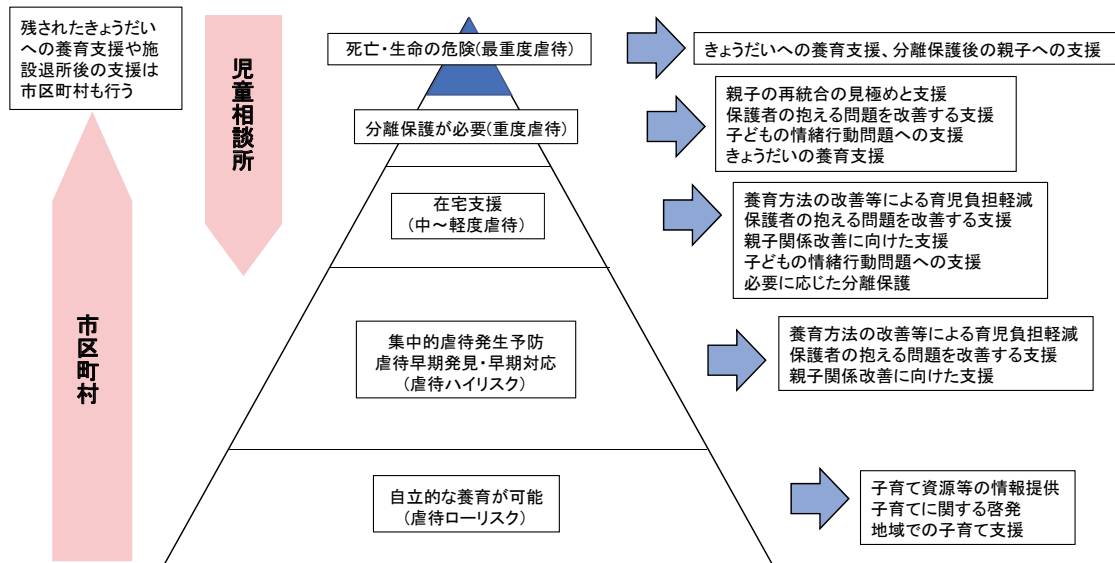 残されたきょうだい
への養育支援や施
設退所後の支援は
市区町村も行う
児童相談所
市区町村
死亡・生命の危険(最重度虐待)
きょうだいへの養育支援、分離保護後の親子への支援
分離保護が必要(重度虐待)
親子の再統合の見極めと支援
保護者の抱える問題を改善する支援
子どもの情緒行動問題への支援
きょうだいの養育支援
在宅支援
(中～軽度虐待)
養育方法の改善等による育児負担軽減
保護者の抱える問題を改善する支援
親子関係改善に向けた支援
子どもの情緒行動問題への支援
必要に応じた分離保護
集中的虐待発生予防
虐待早期発見・早期対応
(虐待ハイリスク)
養育方法の改善等による育児負担軽減
保護者の抱える問題を改善する支援
親子関係改善に向けた支援
自立的な養育が可能
(虐待ローリスク)
子育て資源等の情報提供
子育てに関する啓発
地域での子育て支援